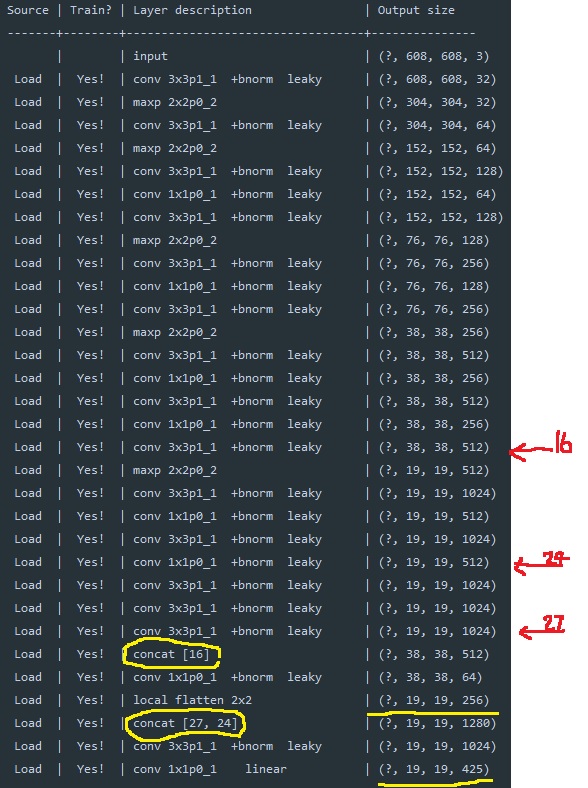 Source | Train? | Layer description | Output size
-------+--------+----------------------------------+---------------
| | input | (?, 608, 608, 3)
Load | Yes! | conv 3x3p1_1 +bnorm leaky | (?, 608, 608, 32)
Load | Yes! | maxp 2x2p0_2 | (?, 304, 304, 32)
Load | Yes! | conv 3x3p1_1 +bnorm leaky | (?, 304, 304, 64)
Load | Yes! | maxp 2x2p0_2 | (?, 152, 152, 64)
Load | Yes! | conv 3x3p1_1 +bnorm leaky | (?, 152, 152, 128)
Load | Yes! | conv 1x1p0_1 +bnorm leaky | (?, 152, 152, 64)
Load | Yes! | conv 3x3p1_1 +bnorm leaky | (?, 152, 152, 128)
Load | Yes! | maxp 2x2p0_2 | (?, 76, 76, 128)
Load | Yes! | conv 3x3p1_1 +bnorm leaky | (?, 76, 76, 256)
Load | Yes! | conv 1x1p0_1 +bnorm leaky | (?, 76, 76, 128)
Load | Yes! | conv 3x3p1_1 +bnorm leaky | (?, 76, 76, 256)
Load | Yes! | maxp 2x2p0_2 | (?, 38, 38, 256)
Load | Yes! | conv 3x3p1_1 +bnorm leaky | (?, 38, 38, 512)
Load | Yes! | conv 1x1p0_1 +bnorm leaky | (?, 38, 38, 256)
Load | Yes! | conv 3x3p1_1 +bnorm leaky | (?, 38, 38, 512)
Load | Yes! | conv 1x1p0_1 +bnorm leaky | (?, 38, 38, 256)
Load | Yes! | conv 3x3p1_1 +bnorm leaky | (?, 38, 38, 512) 16
Load | Yes! | maxp 2x2p0_2 | (?, 19, 19, 512)
Load | Yes! | conv 3x3p1_1 +bnorm leaky | (?, 19, 19, 1024)
Load | Yes! | conv 1x1p0_1 +bnorm leaky | (?, 19, 19, 512)
Load | Yes! | conv 3x3p1_1 +bnorm leaky | (?, 19, 19, 1024)
Load | Yes! | conv 1x1p0_1 +bnorm leaky | (?, 19, 19, 512) 24
Load | Yes! | conv 3x3p1_1 +bnorm leaky | (?, 19, 19, 1024)
Load | Yes! | conv 3x3p1_1 +bnorm leaky | (?, 19, 19, 1024)
Load | Yes! | conv 3x3p1_1 +bnorm leaky | (?, 19, 19, 1024) 27
Load | Yes! | concat [16] | (?, 38, 38, 512)
Load | Yes! | conv 1x1p0_1 +bnorm leaky | (?, 38, 38, 64)
Load | Yes! | local flatten 2x2 | (?, 19, 19, 256)
Load | Yes! | concat [27, 24] | (?, 19, 19, 1280)
Load | Yes! | conv 3x3p1_1 +bnorm leaky | (?, 19, 19, 1024)
Load | Yes! | conv 1x1p0_1 linear | (?, 19, 19, 425)